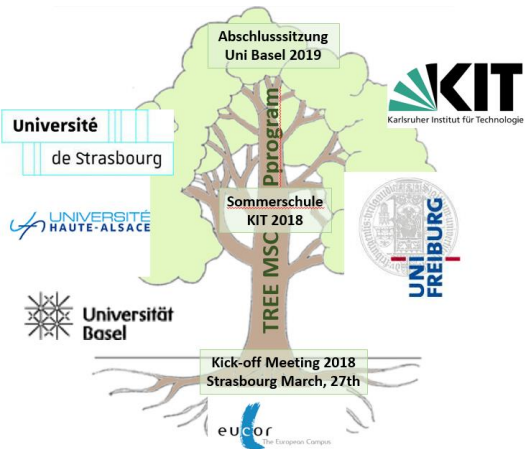 Abschlusssitzung
Uni Basel 2019
KIT
Karlsruher Institut für Technologie
Université
de Strasbourg
TREE MSC Pprogram
Sommerschule
KIT 2018
UNIVERSITÉ
HAUTE-ALSACE
UNI
FREIBURG
Universität
Basel
Kick-off Meeting 2018
Strasbourg March, 27th
eucor
The European Campus